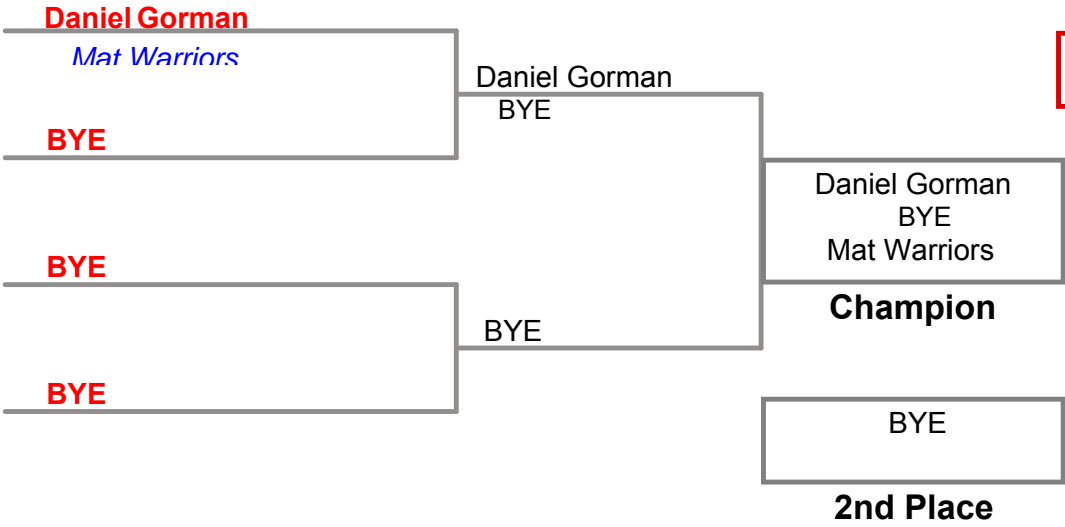 Daniel Gorman
Mat Warriors
Daniel Gorman
BYE
BYE
Daniel Gorman
BYE
Mat Warriors
BYE
Champion
BYE
BYE
BYE
2nd Place